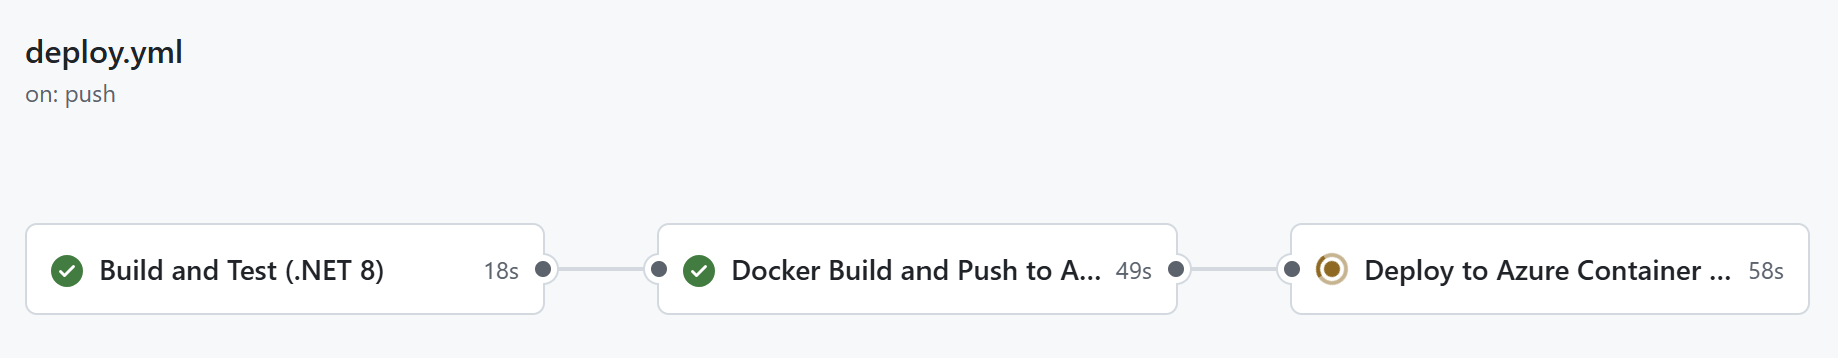 deploy.yml
on: push
Build and Test (.NET 8) 18s
Docker Build and Push to A... 49s
Deploy to Azure Container ... 58s